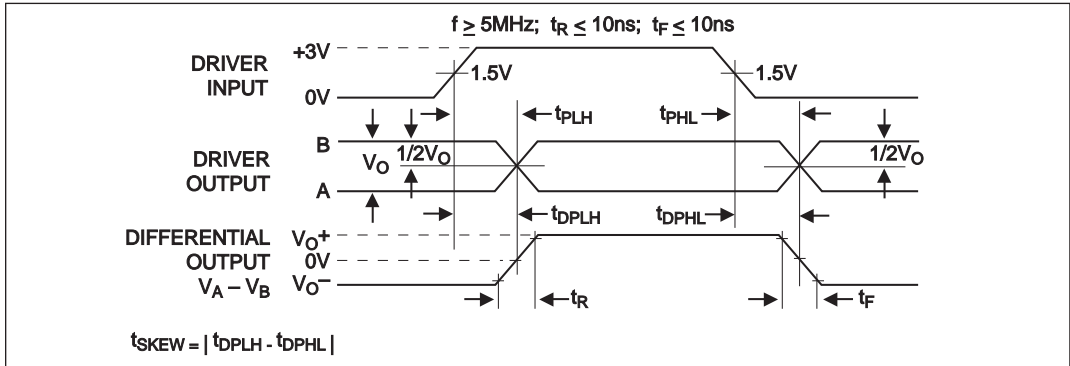 f ≥ 5MHz; tR ≤ 10ns; tF ≤ 10ns
DRIVER
INPUT
+3V
0V
1.5V
1.5V
tPLH
tPHL
DRIVER
OUTPUT
B
A
VO
1/2VO
1/2VO
tDPLH
tDPHL
DIFFERENTIAL
OUTPUT
VA – VB
VO+
0V
VO–
tR
tF
tSKEW = | tDPLH - tDPHL |